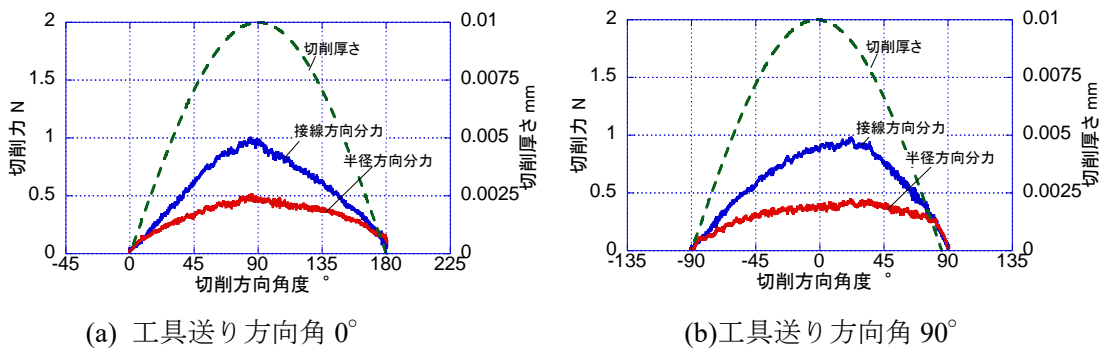 2
1.5
1
0.5
0
切削力 N
0.01
0.0075
0.005
0.0025
0
切削厚さ mm
切削厚さ
接線方向分力
半径方向分力
-45 0 45 90 135 180 225
切削方向角度 °
(a) 工具送り方向角 0°
2
1.5
1
0.5
0
切削力 N
0.01
0.0075
0.005
0.0025
0
切削厚さ mm
切削厚さ
接線方向分力
半径方向分力
-135 -90 -45 0 45 90 135
切削方向角度 °
(b)工具送り方向角 90°